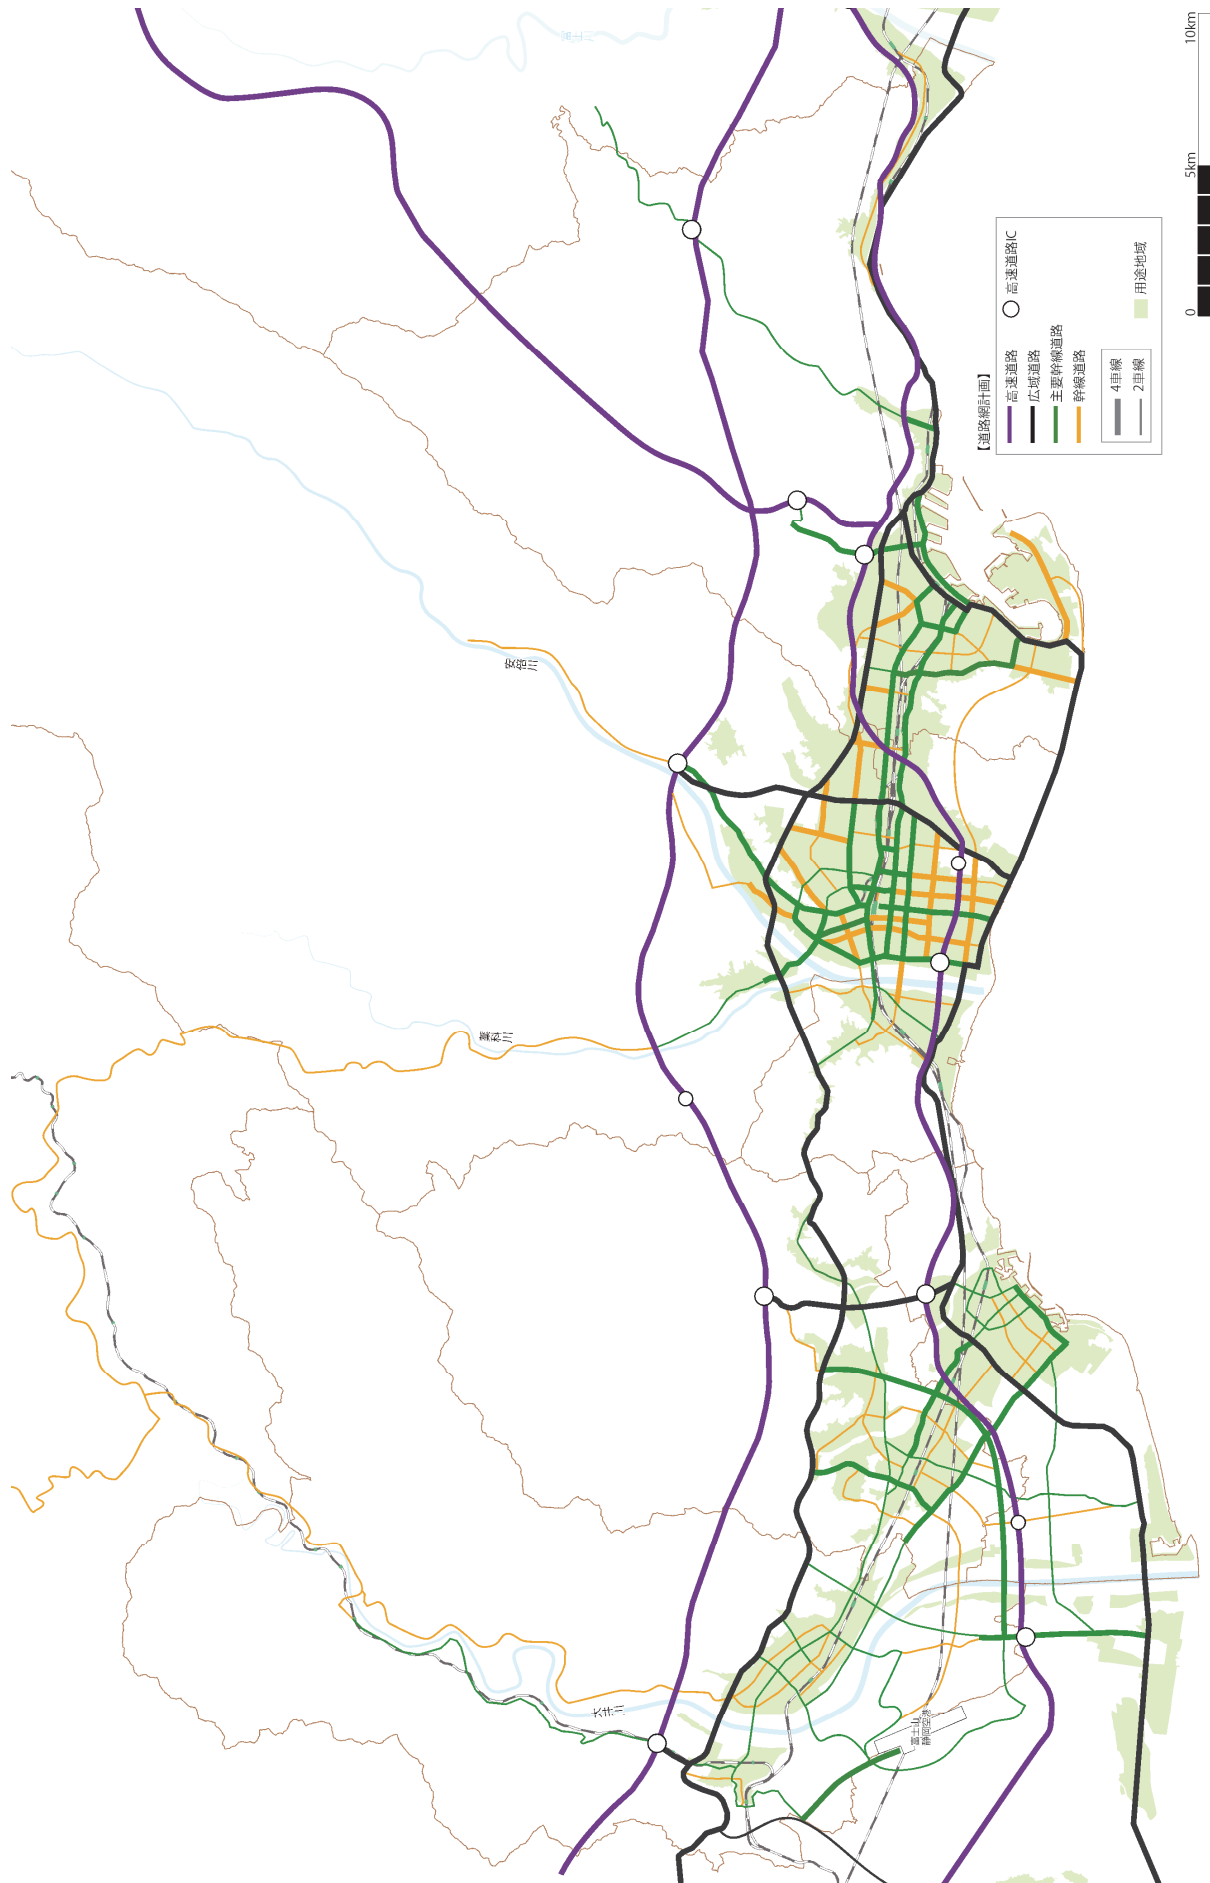 【道路網計画】
高速道路
広域道路
主要幹線道路
幹線道路
高速道路IC
4車線
2車線
用途地域
0
5km
10km
富士川
安倍川
藁科川
大井川
富士山
静岡空港